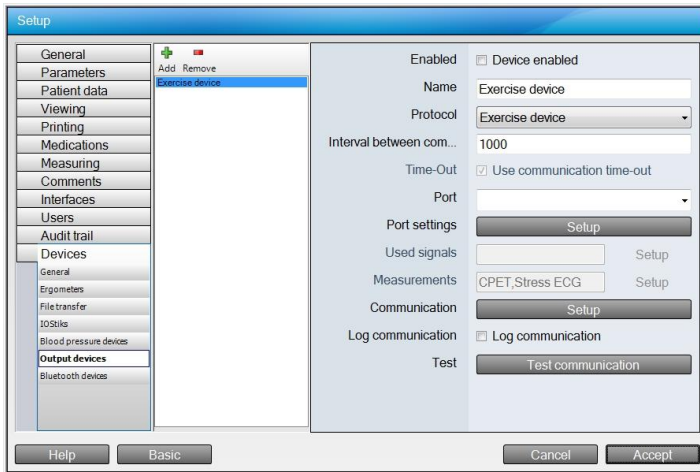 Setup
General
Parameters
Patient data
Viewing
Printing
Medications
Measuring
Comments
Interfaces
Users
Audit trail
Devices
General
Ergometers
File transfer
IOStiks
Blood pressure devices
Output devices
Bluetooth devices
Add Remove
Exercise device
Enabled Device enabled
Name Exercise device
Protocol Exercise device
Interval between com... 1000
Time-Out Use communication time-out
Port
Port settings Setup
Used signals Setup
Measurements CPET,Stress ECG Setup
Communication Setup
Log communication Log communication
Test Test communication
Help Basic Cancel Accept